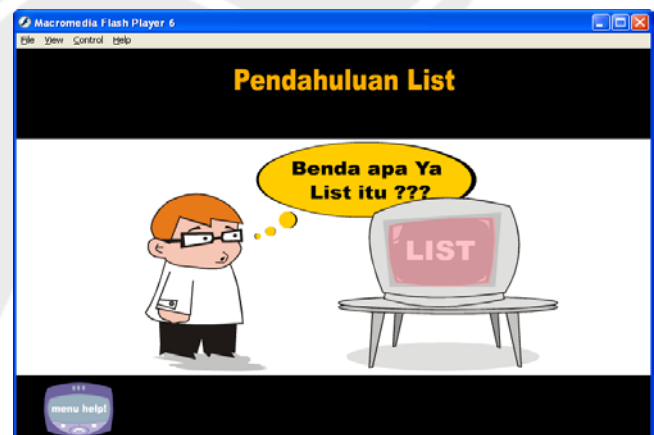 Macromedia Flash Player 6
File View Control Help
Pendahuluan List
Benda apa Ya
List itu ???
LIST
menu help!